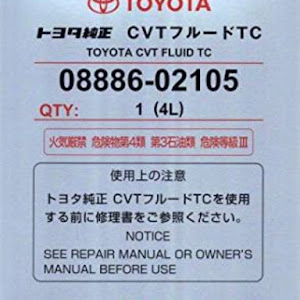 TOYOTA
トヨタ純正 CVTフルードTC
TOYOTA CVT FLUID TC
08886-02105
QTY: 1 (4L)
火気厳禁 危険物第4類 第3石油類 危険等級Ⅲ
使用上の注意
トヨタ純正 CVTフルードTCを使用
する前に修理書をご参照ください。
NOTICE
SEE REPAIR MANUAL OR OWNER'S
MANUAL BEFORE USE